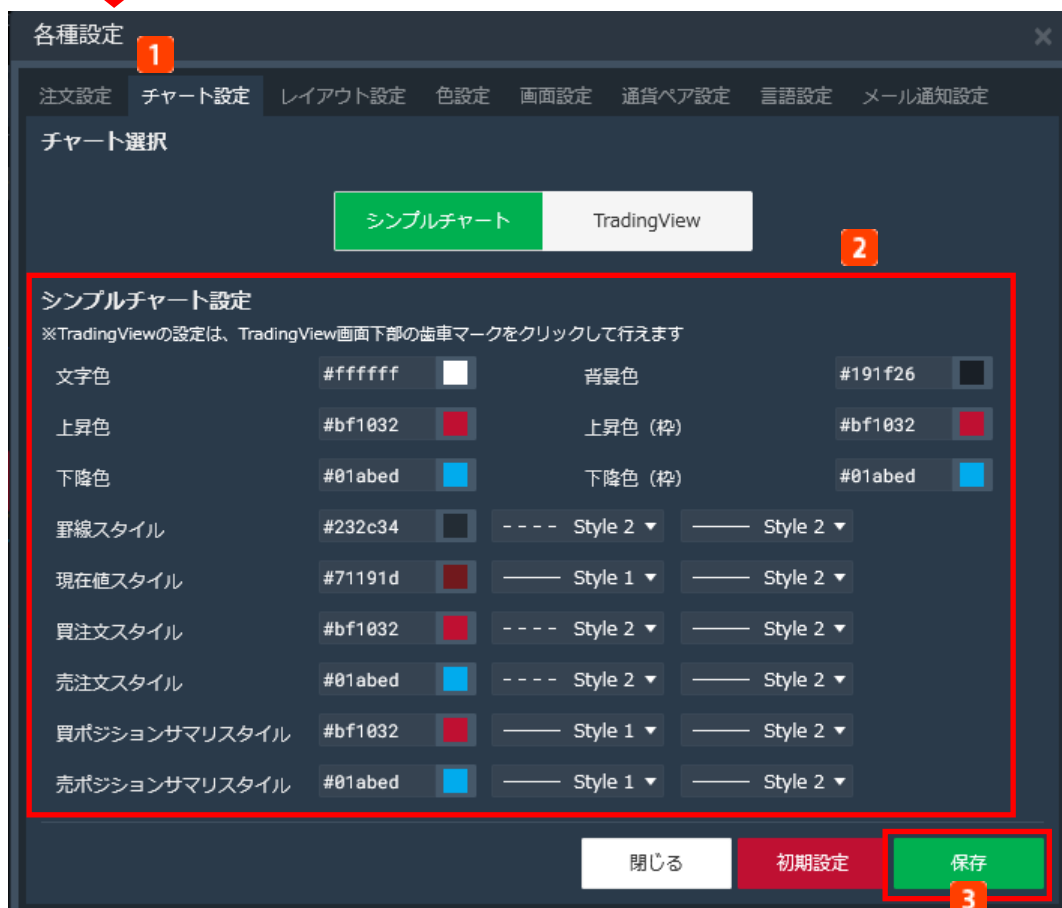 各種設定
1
注文設定 チャート設定 レイアウト設定 色設定 画面設定 通貨ペア設定 言語設定 メール通知設定
チャート選択
シンプルチャート TradingView
2
シンプルチャート設定
※TradingViewの設定は、TradingView画面下部の歯車マークをクリックして行えます
文字色 #ffffff 背景色 #191f26
上昇色 #bf1032 上昇色（枠） #bf1032
下降色 #01abed 下降色（枠） #01abed
罫線スタイル #232c34 Style 2 Style 2
現在値スタイル #71191d Style 1 Style 2
買注文スタイル #bf1032 Style 2 Style 2
売注文スタイル #01abed Style 2 Style 2
買ポジションサマリスタイル #bf1032 Style 1 Style 2
売ポジションサマリスタイル #01abed Style 1 Style 2
閉じる 初期設定 保存
3